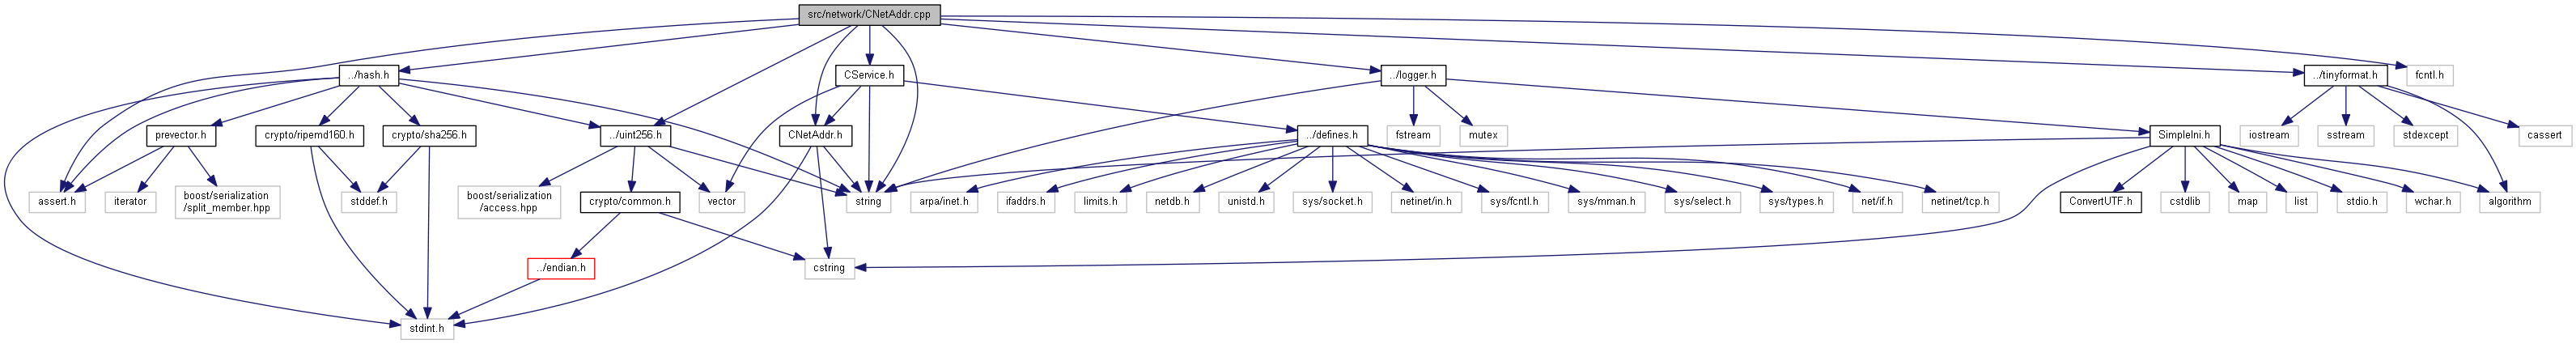 src/network/CNetAddr.cpp
../hash.h
CService.h
../logger.h
../tinyformat.h
fcntl.h
prevector.h
crypto/ripemd160.h
crypto/sha256.h
../uint256.h
CNetAddr.h
../defines.h
fstream
mutex
SimpleIni.h
iostream
sstream
stdexcept
cassert
assert.h
iterator
boost/serialization
/split_member.hpp
stddef.h
boost/serialization
/access.hpp
crypto/common.h
vector
string
arpa/inet.h
ifaddrs.h
limits.h
netdb.h
unistd.h
sys/socket.h
netinet/in.h
sys/fcntl.h
sys/mman.h
sys/select.h
sys/types.h
net/if.h
netinet/tcp.h
ConvertUTF.h
cstdlib
map
list
stdio.h
wchar.h
algorithm
../endian.h
cstring
stdint.h